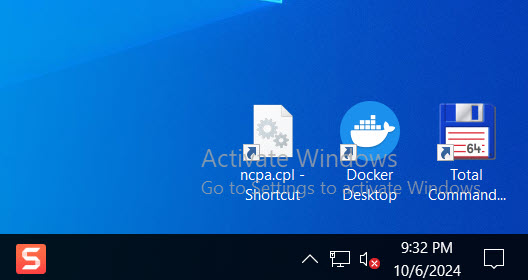 64
Activate Windows
Go to Settings to activate Windows.
ncpa.cpl -
Shortcut
Docker
Desktop
Total
Command...
S
9:32 PM
10/6/2024